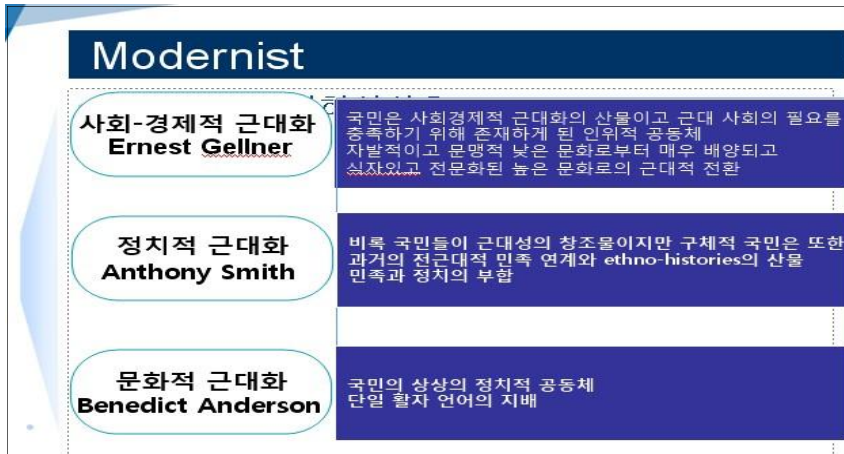 Modernist
사회-경제적 근대화
Ernest Gellner
국민은 사회경제적 근대화의 산물이고 근대 사회의 필요를
충족하기 위해 존재하게 된 인위적 공동체
자발적이고 문맹적 낮은 문화로부터 매우 배양되고
식자있고 전문화된 높은 문화로의 근대적 전환
정치적 근대화
Anthony Smith
비록 국민들이 근대성의 창조물이지만 구체적 국민은 또한
과거의 전근대적 민족 연계와 ethno-histories의 산물
민족과 정치의 부합
문화적 근대화
Benedict Anderson
국민의 상상의 정치적 공동체
단일 활자 언어의 지배